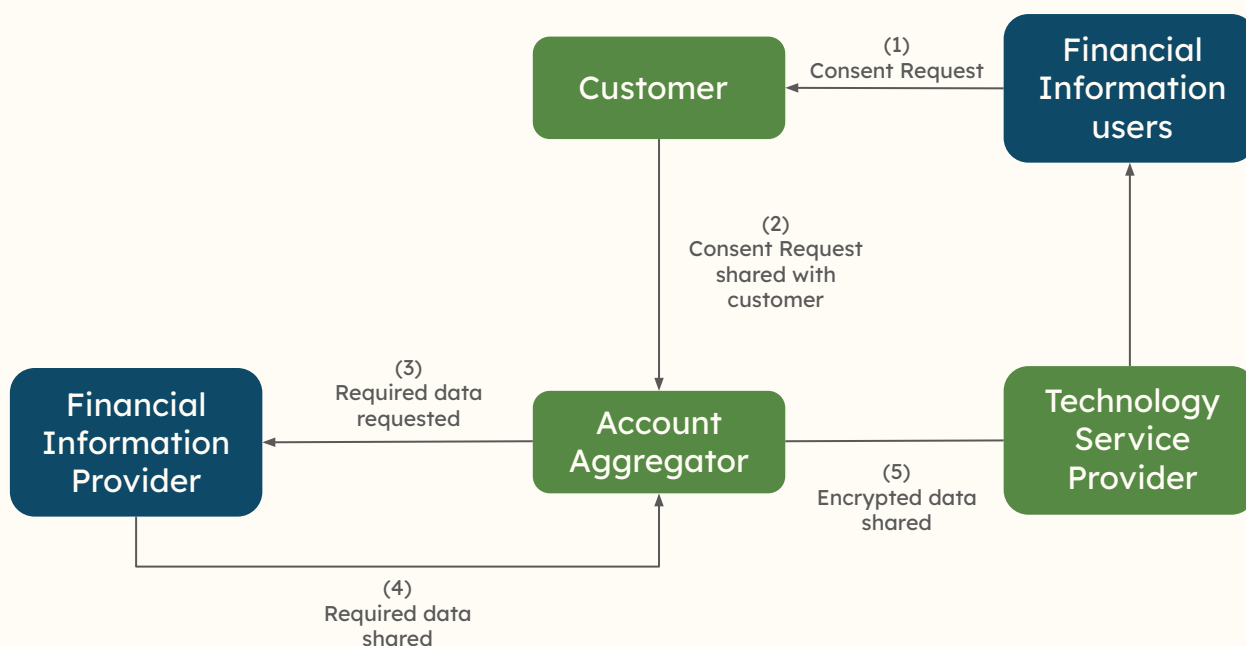 (1)
Consent Request
Customer
Financial
Information
users
(2)
Consent Request
shared with
customer
(3)
Required data
requested
Financial
Information
Provider
Account
Aggregator
Technology
Service
Provider
(5)
Encrypted data
shared
(4)
Required data
shared